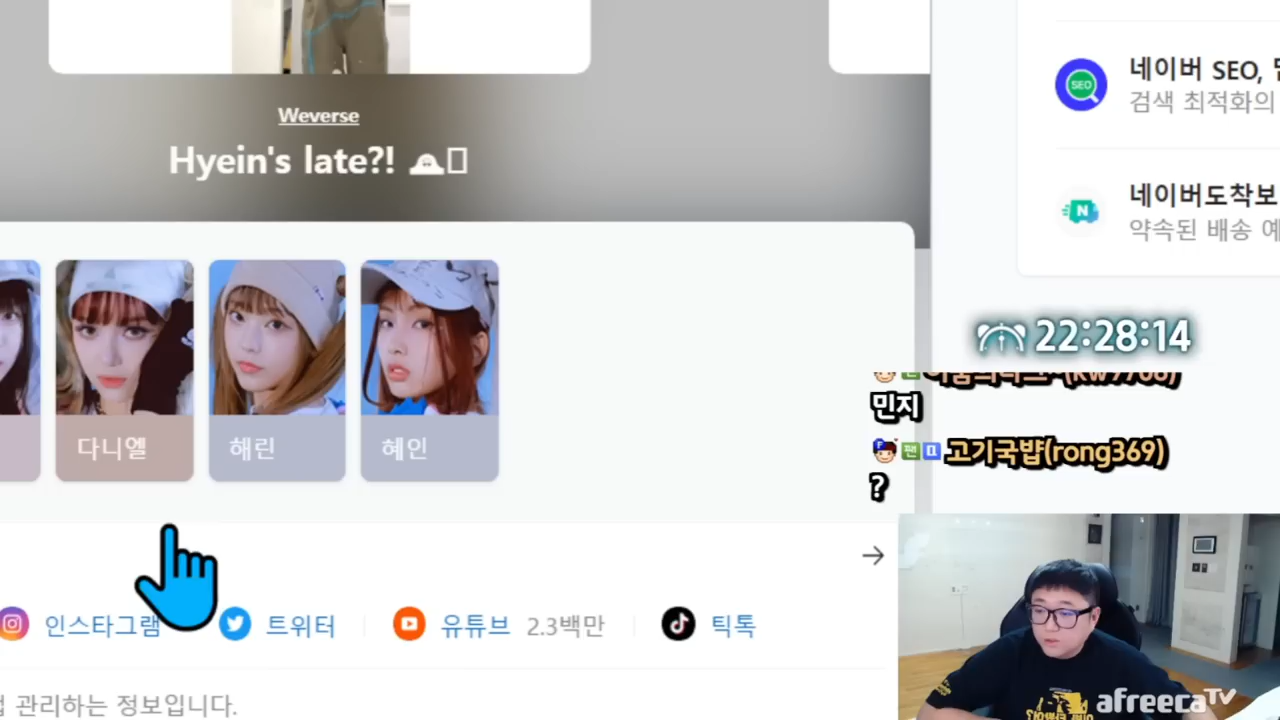 Weverse
Hyein's late?!
다니엘
해린
혜인
인스타그램
트위터
유튜브 2.3백만
틱톡
관리하는 정보입니다.
SEO
네이버 SEO,
검색 최적화의
N
네이버도착보
약속된 배송 예
22:28:14
민지
팬 고기국뱝(rong369)
?
afreecaTV